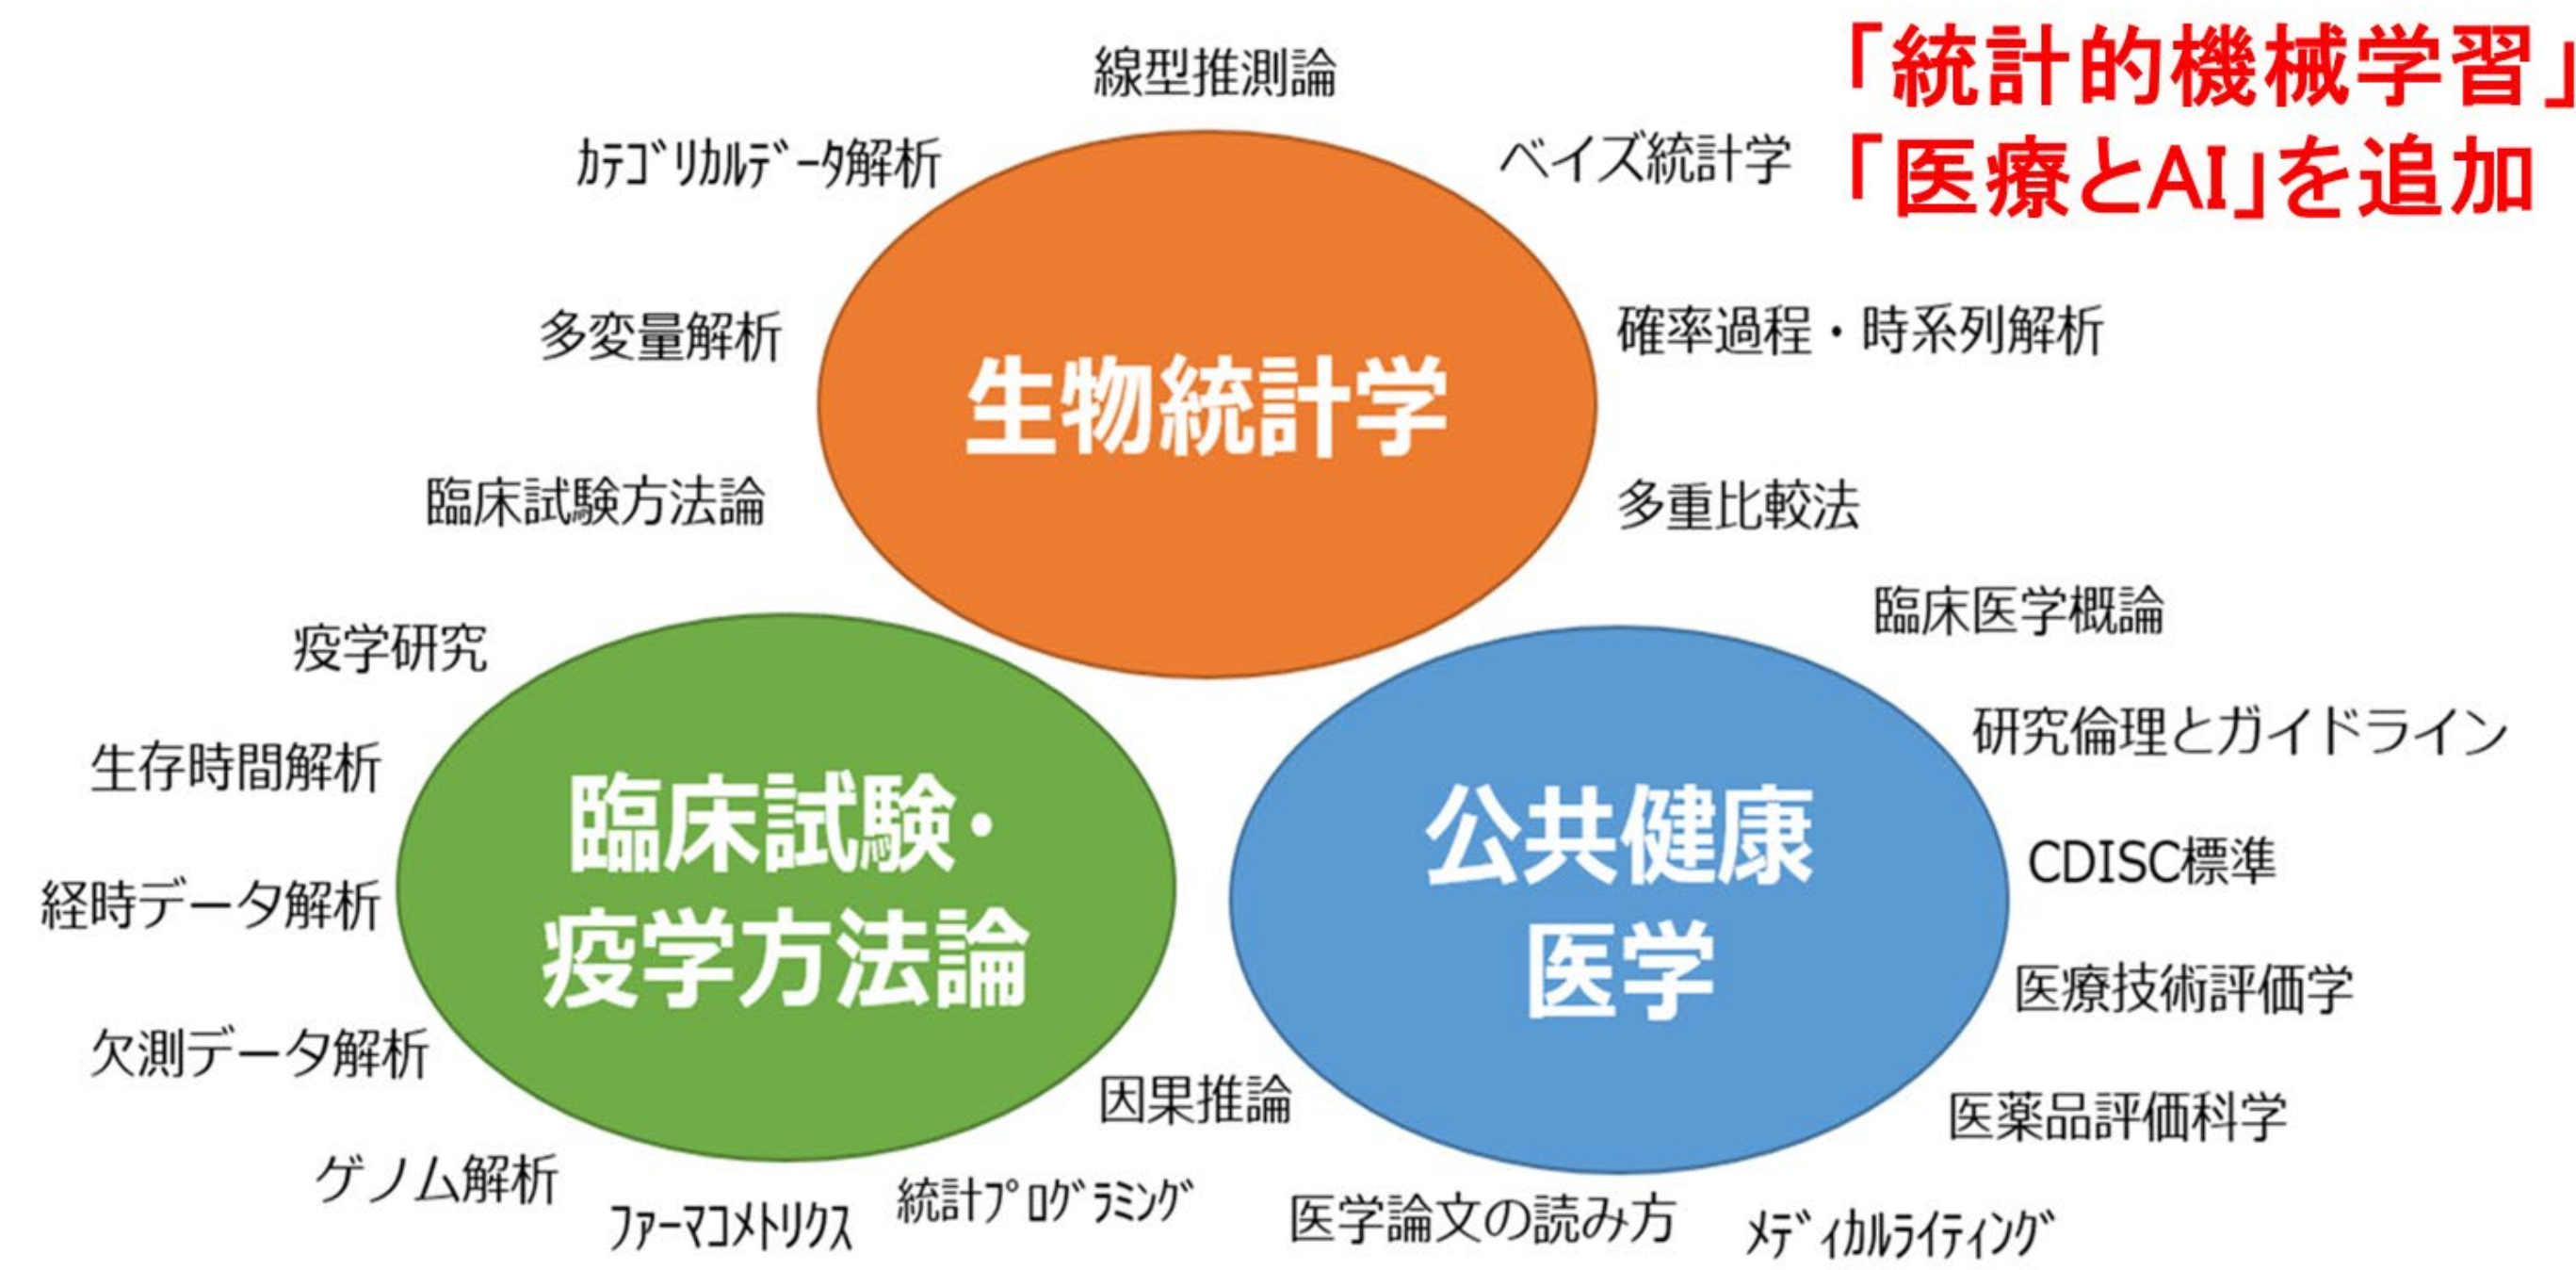 線型推測論
「統計的機械学習」
「医療とAI」を追加
ｶﾃｺﾞﾘｶﾙﾃﾞｰﾀ解析
ベイズ統計学
多変量解析
確率過程・時系列解析
生物統計学
臨床試験方法論
多重比較法
疫学研究
生存時間解析
経時データ解析
臨床試験・
疫学方法論
欠測データ解析
ゲノム解析
ﾌｧｰﾏｺﾒﾄﾘｸｽ
統計ﾌﾟﾛｸﾞﾗﾐﾝｸﾞ
因果推論
臨床医学概論
研究倫理とガイドライン
公共健康
医学
CDISC標準
医療技術評価学
医薬品評価科学
医学論文の読み方
ﾒﾃﾞｨｶﾙﾗｲﾃｨﾝｸﾞ